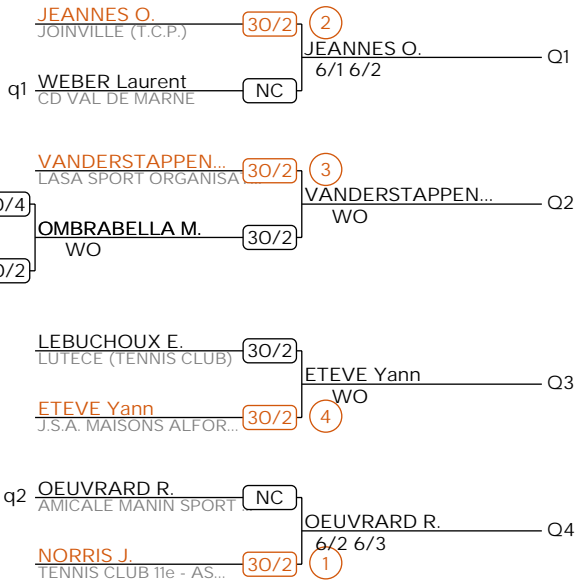 JEANNES O.
JOINVILLE (T.C.P.)
30/2
2
JEANNES O.
6/1 6/2
Q1
q1
WEBER Laurent
CD VAL DE MARNE
NC
VANDERSTAPPEN...
LASA SPORT ORGANISAT...
30/2
3
VANDERSTAPPEN...
WO
Q2
0/4
OMBRABELLA M.
WO
30/2
0/2
LEBUCHOUX E.
LUTECE (TENNIS CLUB)
30/2
ETEVE Yann
WO
Q3
ETEVE Yann
J.S.A. MAISONS ALFOR...
30/2
4
q2
OEUVRARD R.
AMICALE MANIN SPORT ...
NC
OEUVRARD R.
6/2 6/3
Q4
NORRIS J.
TENNIS CLUB 11e - AS...
30/2
1